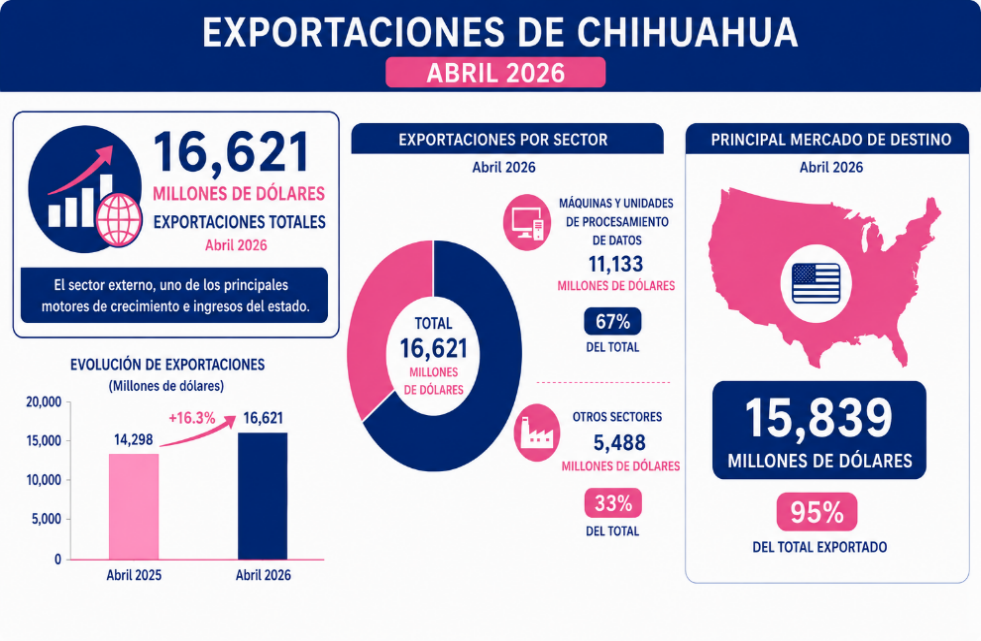 EXPORTACIONES DE CHIHUAHUA
ABRIL 2026
16,621
MILLONES DE DÓLARES
EXPORTACIONES TOTALES
Abril 2026
El sector externo, uno de los principales
motores de crecimiento e ingresos del estado.
EVOLUCIÓN DE EXPORTACIONES
(Millones de dólares)
20,000
15,000
10,000
5,000
0
14,298
+16.3%
16,621
Abril 2025
Abril 2026
EXPORTACIONES POR SECTOR
Abril 2026
TOTAL
16,621
MILLONES
DE DÓLARES
MÁQUINAS Y UNIDADES
DE PROCESAMIENTO
DE DATOS
11,133
MILLONES DE DÓLARES
67%
DEL TOTAL
OTROS SECTORES
5,488
MILLONES DE DÓLARES
33%
DEL TOTAL
PRINCIPAL MERCADO DE DESTINO
Abril 2026
15,839
MILLONES DE DÓLARES
95%
DEL TOTAL EXPORTADO